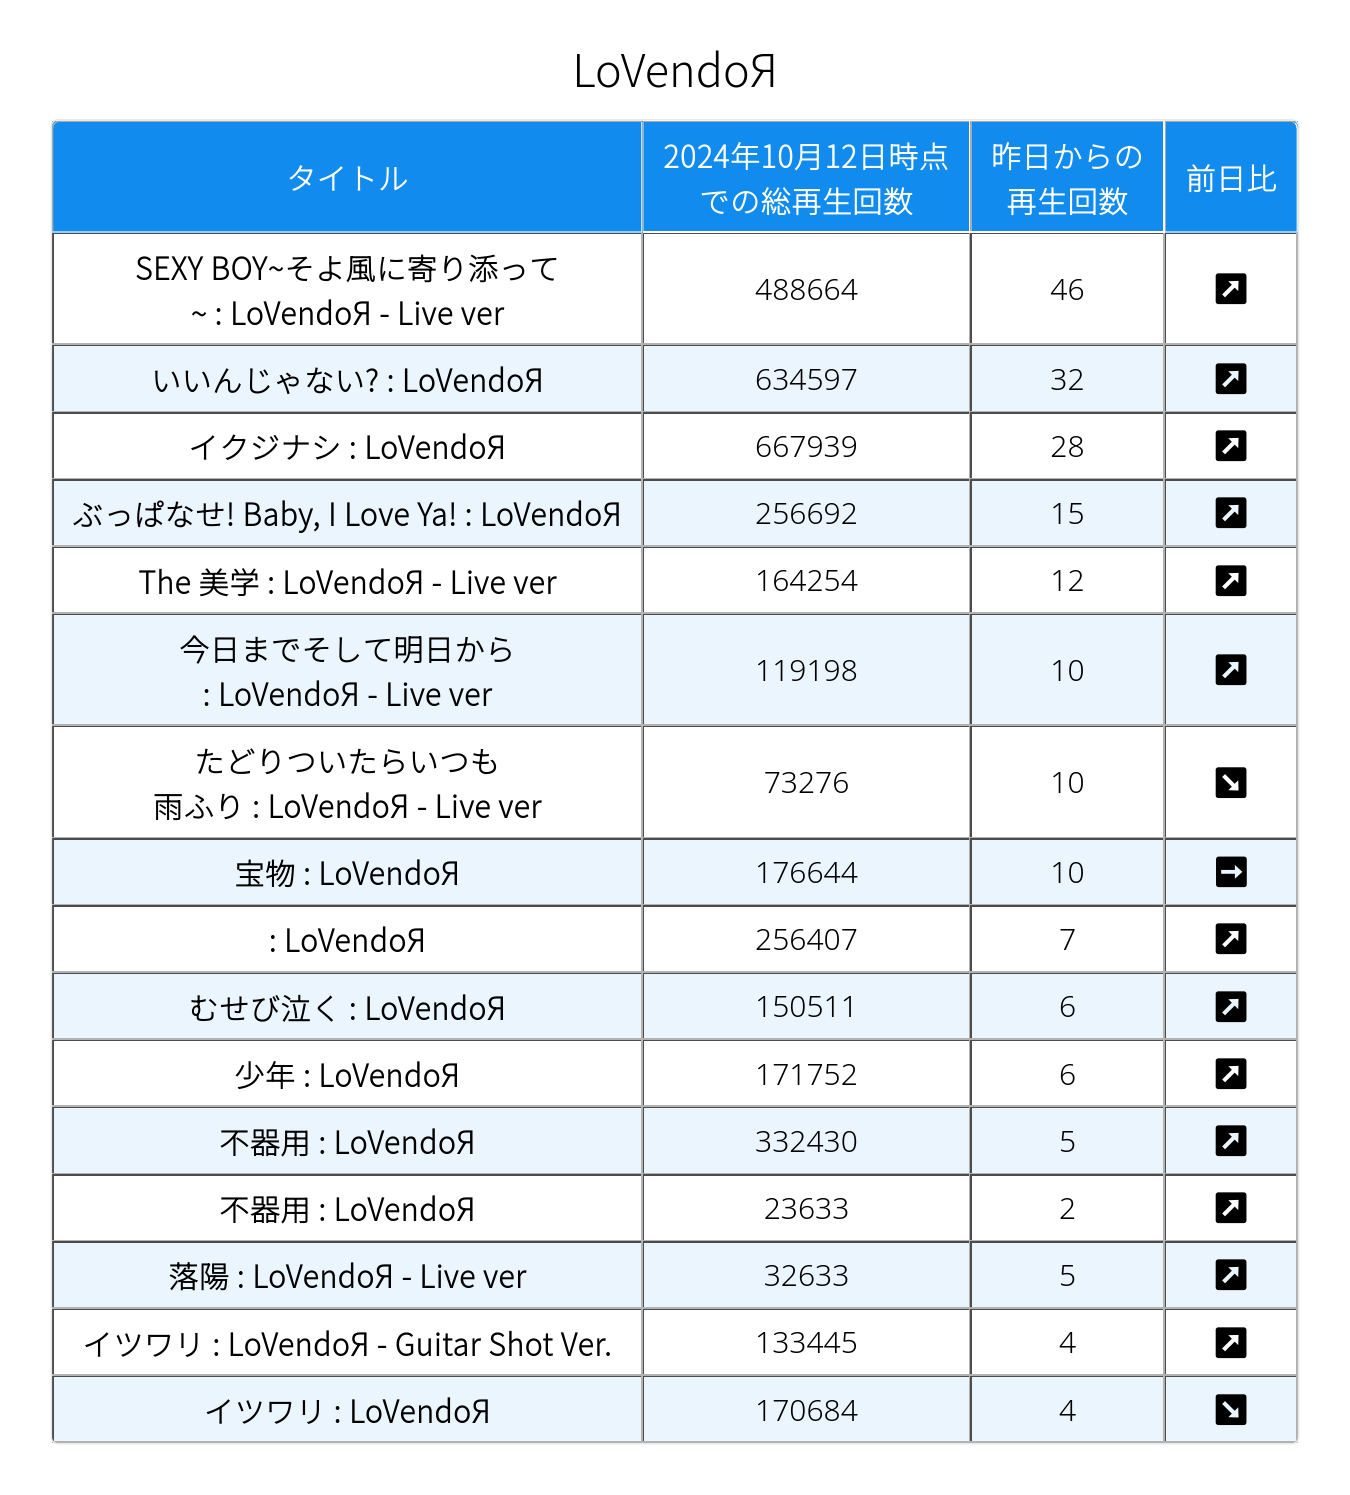 LoVendoЯ
タイトル
2024年10月12日時点
での総再生回数
昨日からの
再生回数
前日比
SEXY BOY~そよ風に寄り添って
~ : LoVendoЯ - Live ver
488664
46
いいんじゃない? : LoVendoЯ
634597
32
イクジナシ : LoVendoЯ
667939
28
ぶっぱなせ! Baby, I Love Ya! : LoVendoЯ
256692
15
The 美学 : LoVendoЯ - Live ver
164254
12
今日までそして明日から
: LoVendoЯ - Live ver
119198
10
たどりついたらいつも
雨ふり : LoVendoЯ - Live ver
73276
10
宝物 : LoVendoЯ
176644
10
: LoVendoЯ
256407
7
むせび泣く : LoVendoЯ
150511
6
少年 : LoVendoЯ
171752
6
不器用 : LoVendoЯ
332430
5
不器用 : LoVendoЯ
23633
2
落陽 : LoVendoЯ - Live ver
32633
5
イツワリ : LoVendoЯ - Guitar Shot Ver.
133445
4
イツワリ : LoVendoЯ
170684
4